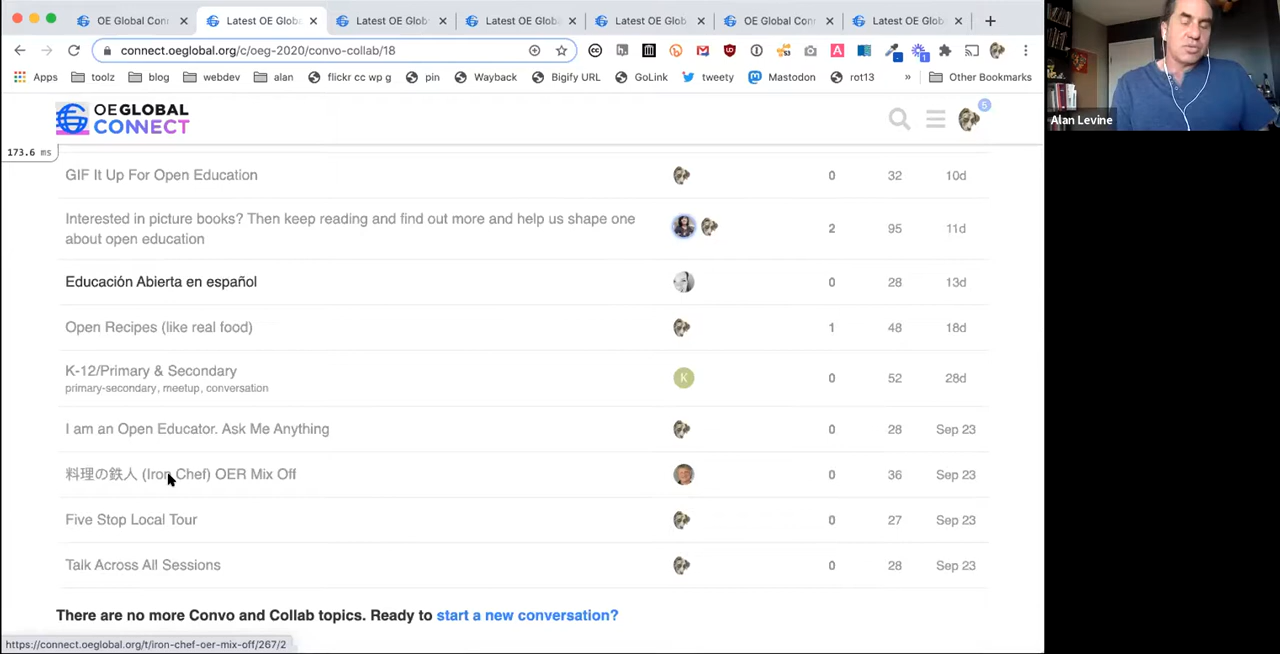 OE Global Conn
Latest OE Globa
Latest OE Globa
Latest OE Globa
Latest OE Globa
OE Global Conn
Latest OE Globa
connect.oeglobal.org/c/oeg-2020/convo-collab/18
Apps
toolz
blog
webdev
alan
flickr cc wp g
pin
Wayback
Bigify URL
GoLink
tweety
Mastodon
rot13
»
Other Bookmarks
Alan Levine
OEGLOBAL
CONNECT
5
173.6 ms
GIF It Up For Open Education 0 32 10d
Interested in picture books? Then keep reading and find out more and help us shape one
about open education
2 95 11d
Educación Abierta en español 0 28 13d
Open Recipes (like real food) 1 48 18d
K-12/Primary & Secondary
primary-secondary, meetup, conversation
K 0 52 28d
I am an Open Educator. Ask Me Anything 0 28 Sep 23
料理の鉄人 (Iron Chef) OER Mix Off 0 36 Sep 23
Five Stop Local Tour 0 27 Sep 23
Talk Across All Sessions 0 28 Sep 23
There are no more Convo and Collab topics. Ready to start a new conversation?
https://connect.oeglobal.org/t/iron-chef-oer-mix-off/267/2